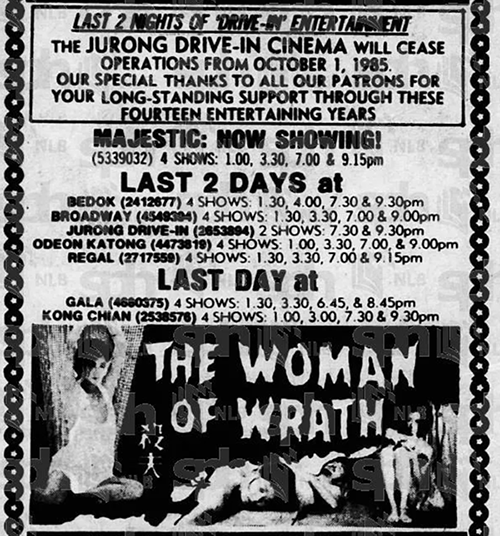 LAST 2 NIGHTS OF 'DRIVE-IN' ENTERTAINMENT
THE JURONG DRIVE-IN CINEMA WILL CEASE
OPERATIONS FROM OCTOBER 1, 1985.
OUR SPECIAL THANKS TO ALL OUR PATRONS FOR
YOUR LONG-STANDING SUPPORT THROUGH THESE
FOURTEEN ENTERTAINING YEARS
MAJESTIC: NOW SHOWING!
(5339032) 4 SHOWS: 1.00, 3.30, 7.00 & 9.15pm
LAST 2 DAYS at
BEDOK (2412677) 4 SHOWS: 1.30, 4.00, 7.30 & 9.30pm
BROADWAY (4549394) 4 SHOWS: 1.30, 3.30, 7.00 & 9.00pm
JURONG DRIVE-IN (2653894) 2 SHOWS: 7.30 & 9.30pm
ODEON KATONG (4473819) 4 SHOWS: 1.00, 3.30, 7.00, & 9.00pm
REGAL (2717559) 4 SHOWS: 1.30, 3.30, 7.00 & 9.15pm
LAST DAY at
GALA (4660375) 4 SHOWS: 1.30, 3.30, 6.45, & 8.45pm
KONG CHIAN (2538576) 4 SHOWS: 1.00, 3.00, 7.30 & 9.30pm
THE WOMAN
OF WRATH
殺夫